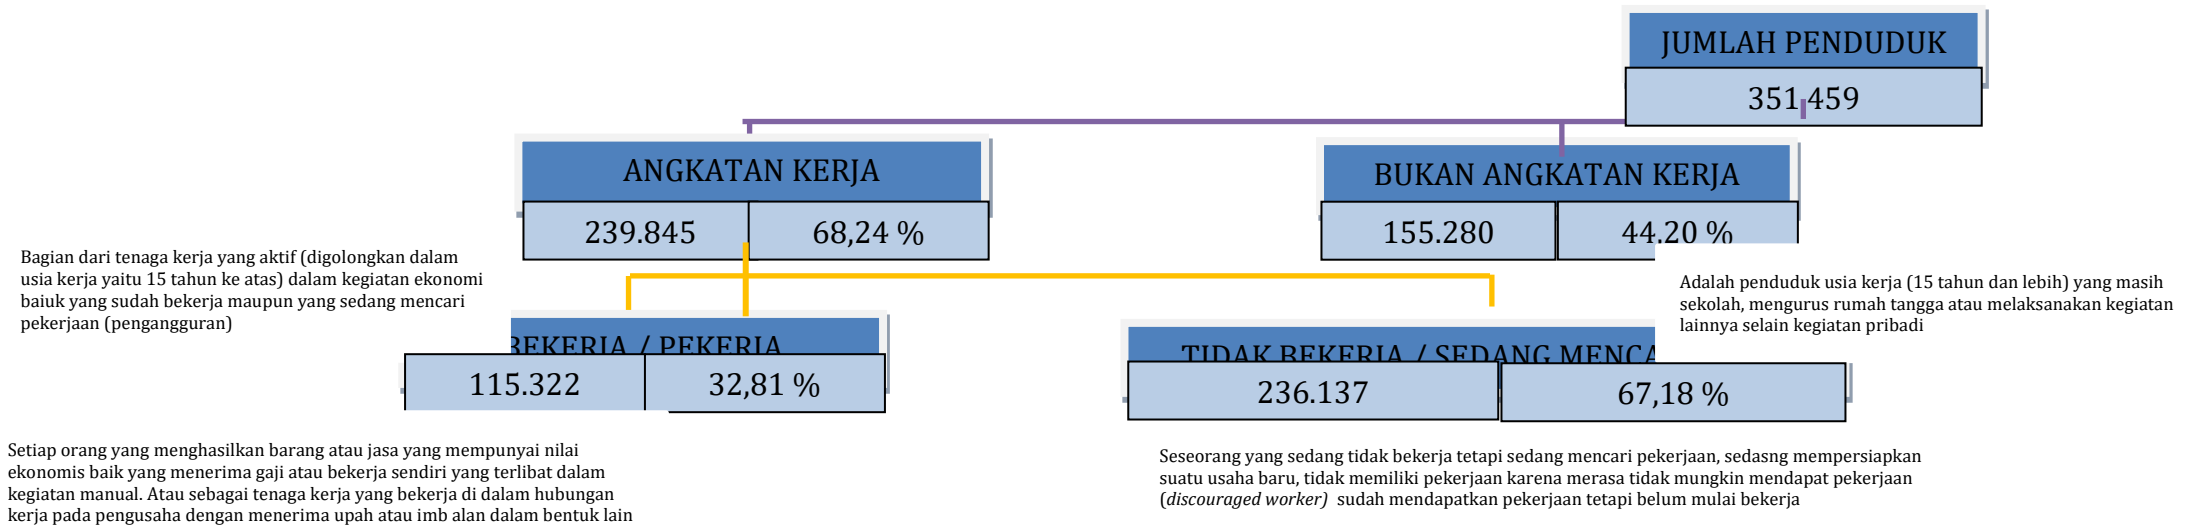 JUMLAH PENDUDUK
351.459
ANGKATAN KERJA
239.845 68,24 %
BUKAN ANGKATAN KERJA
155.280 44.20 %
Bagian dari tenaga kerja yang aktif (digolongkan dalam
usia kerja yaitu 15 tahun ke atas) dalam kegiatan ekonomi
baiuk yang sudah bekerja maupun yang sedang mencari
pekerjaan (pengangguran)
Adalah penduduk usia kerja (15 tahun dan lebih) yang masih
sekolah, mengurus rumah tangga atau melaksanakan kegiatan
lainnya selain kegiatan pribadi
BEKERJA / PEKERJA
115.322 32,81 %
TIDAK BEKERJA / SEDANG MENCA
236.137 67,18 %
Setiap orang yang menghasilkan barang atau jasa yang mempunyai nilai
ekonomis baik yang menerima gaji atau bekerja sendiri yang terlibat dalam
kegiatan manual. Atau sebagai tenaga kerja yang bekerja di dalam hubungan
kerja pada pengusaha dengan menerima upah atau imb alan dalam bentuk lain
Seseorang yang sedang tidak bekerja tetapi sedang mencari pekerjaan, sedasng mempersiapkan
suatu usaha baru, tidak memiliki pekerjaan karena merasa tidak mungkin mendapat pekerjaan
(discouraged worker) sudah mendapatkan pekerjaan tetapi belum mulai bekerja